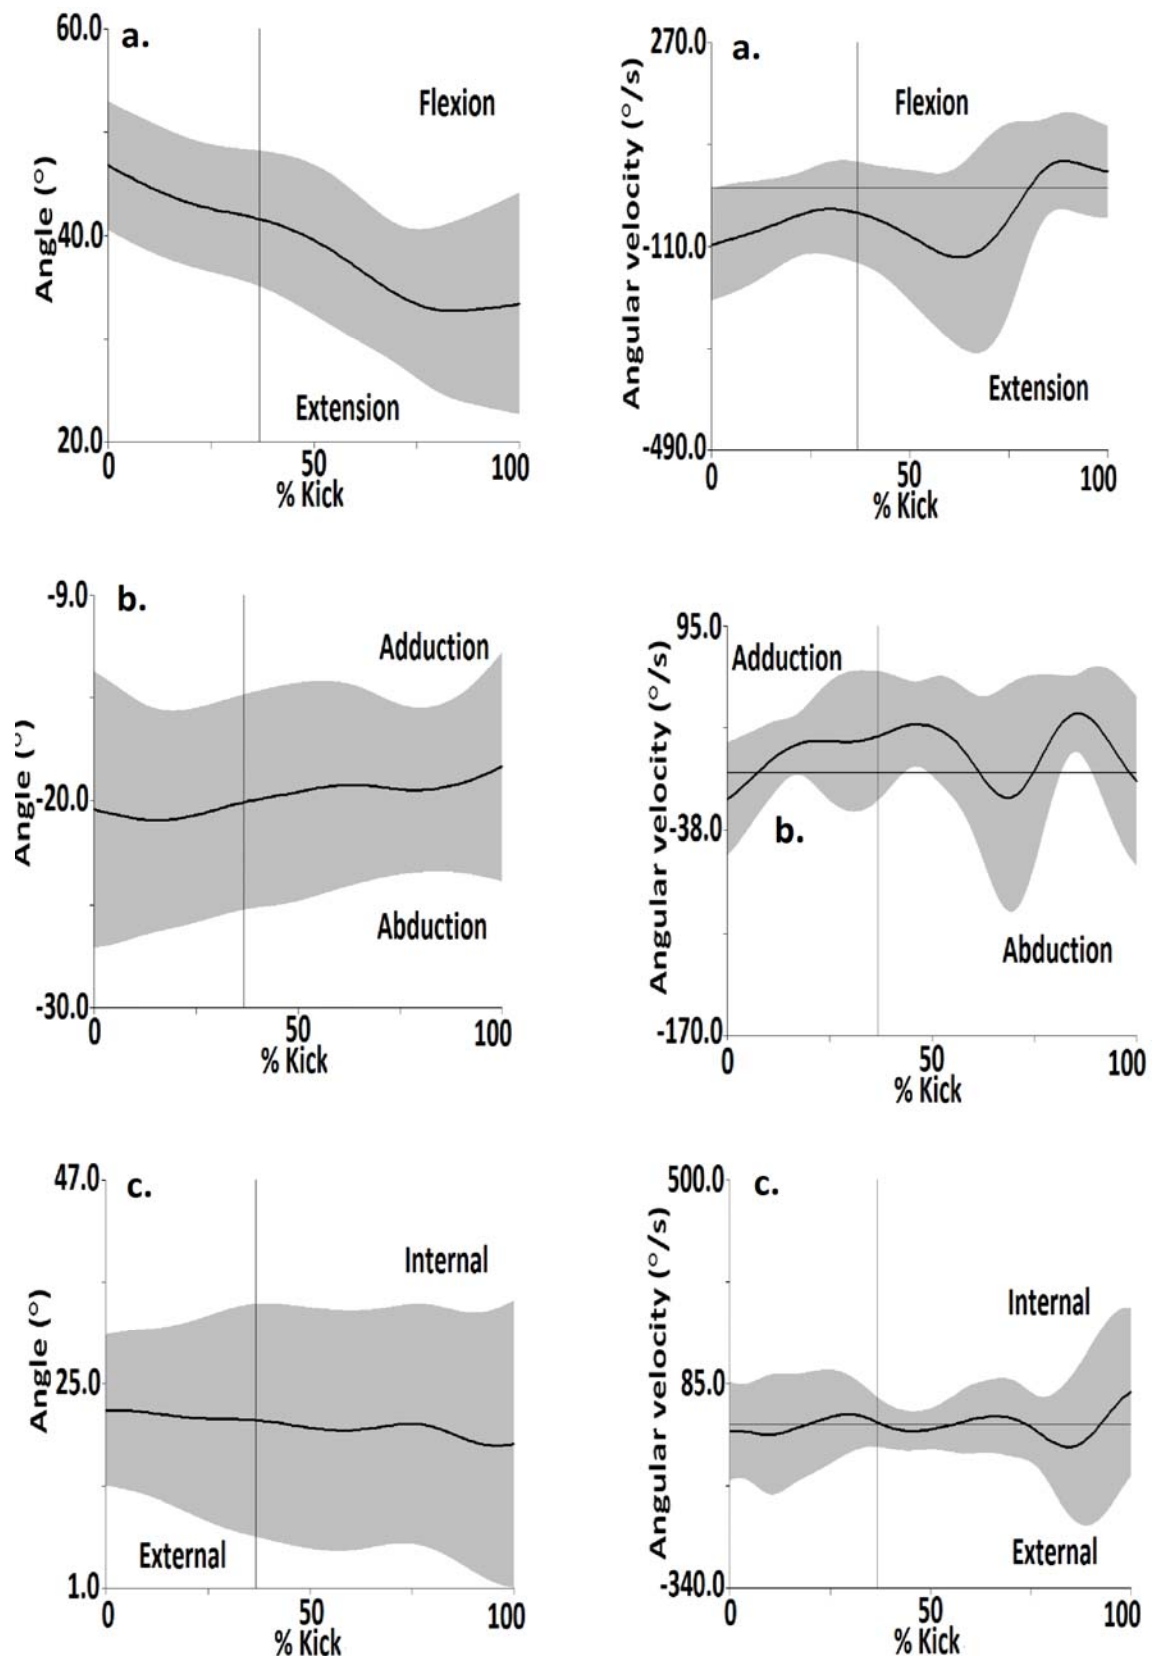 60.0
a.
Flexion
Angle (°)
40.0
Extension
20.0
0
50
100
% Kick
270.0
a.
Flexion
Angular velocity (°/s)
-110.0
Extension
-490.0
0
50
100
% Kick
-9.0
b.
Adduction
Angle (°)
-20.0
Abduction
-30.0
0
50
100
% Kick
95.0
Adduction
Angular velocity (°/s)
-38.0
b.
Abduction
-170.0
0
50
100
% Kick
47.0
c.
Internal
Angle (°)
25.0
External
1.0
0
50
100
% Kick
500.0
c.
Internal
Angular velocity (°/s)
85.0
External
-340.0
0
50
100
% Kick